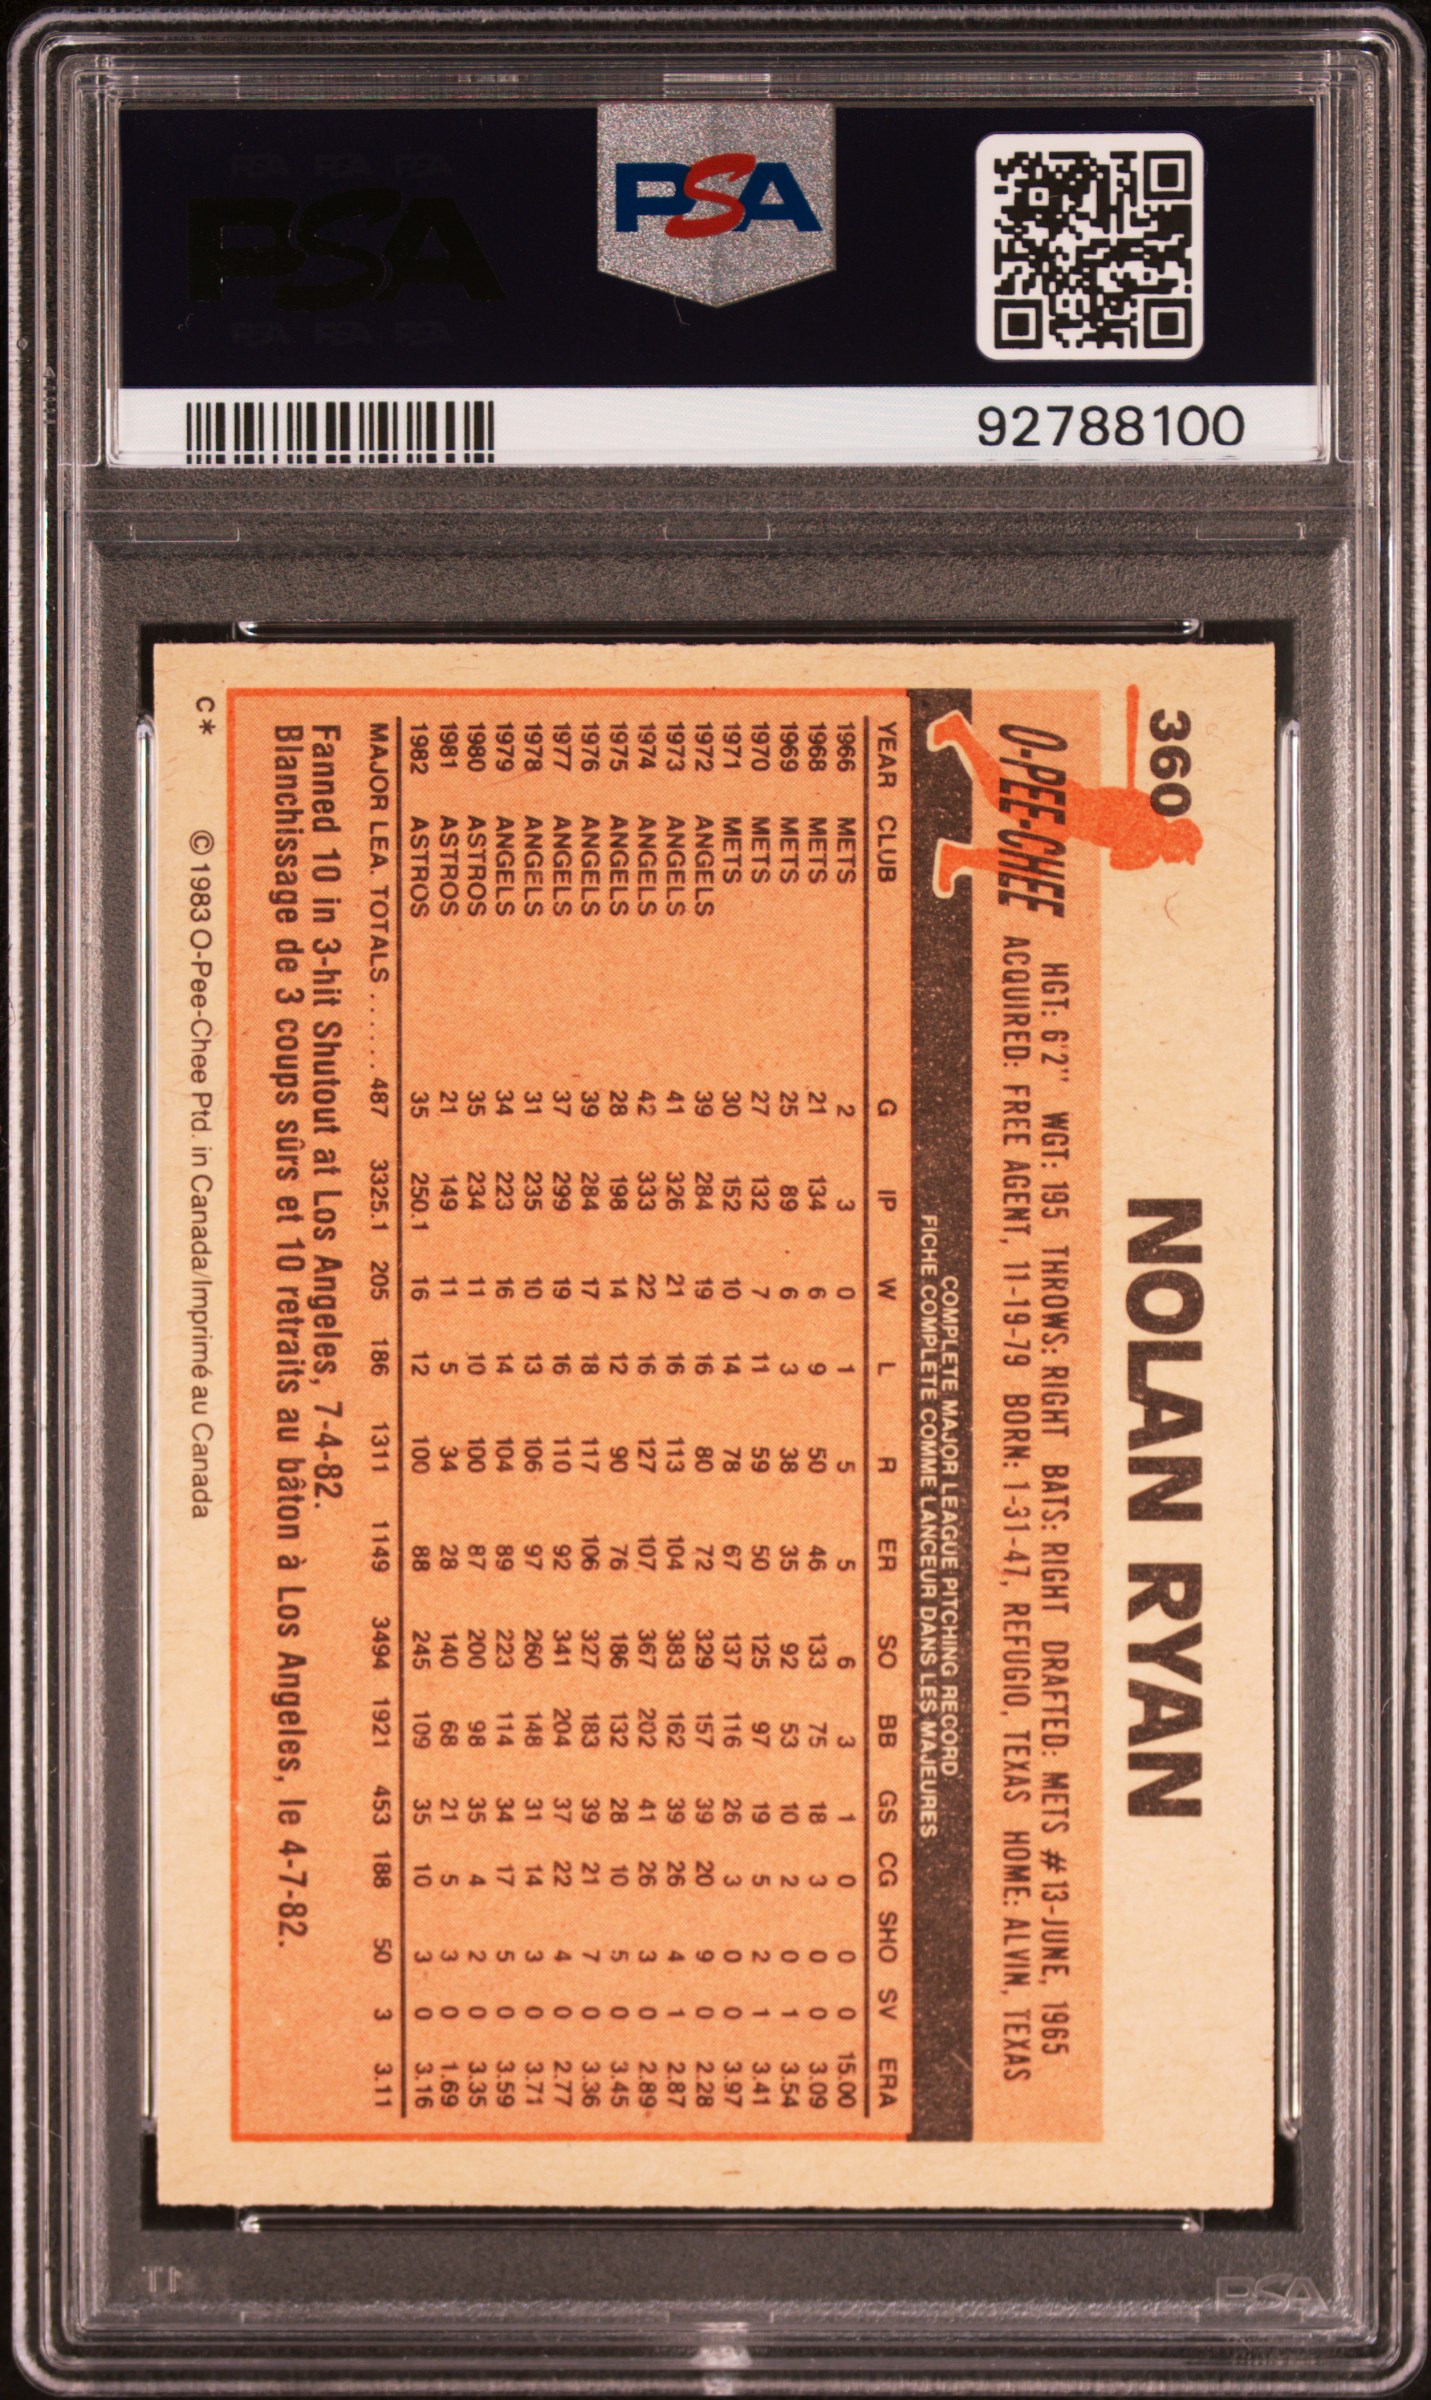 PSA PSA PSA
PSA
PSA PSA PSA
PSA
92788100
360
NOLAN RYAN
O-PEE-CHEE
HGT: 6'2" WGT: 195 THROWS: RIGHT BATS: RIGHT DRAFTED: METS #13-JUNE, 1965
ACQUIRED: FREE AGENT, 11-19-79 BORN: 1-31-47, REFUGIO, TEXAS HOME: ALVIN, TEXAS
COMPLETE MAJOR LEAGUE PITCHING RECORD
FICHE COMPLETE COMME LANCEUR DANS LES MAJEURES
YEAR CLUB G IP W L R ER SO BB GS CG SHO SV ERA
1966 METS 2 3 0 1 5 5 6 3 1 0 0 0 15.00
1968 METS 21 134 6 9 50 46 133 75 18 3 0 0 3.09
1969 METS 25 89 6 3 38 35 92 53 10 2 0 1 3.54
1970 METS 27 132 7 11 59 50 125 97 19 5 2 1 3.41
1971 METS 30 152 10 14 78 67 137 116 26 3 0 0 3.97
1972 ANGELS 39 284 19 16 80 72 329 157 39 20 9 0 2.28
1973 ANGELS 41 326 21 16 113 104 383 162 39 26 4 1 2.87
1974 ANGELS 42 333 22 16 127 107 367 202 41 26 3 0 2.89
1975 ANGELS 28 198 14 12 90 76 186 132 28 10 5 0 3.45
1976 ANGELS 39 284 17 18 117 106 327 183 39 21 7 0 3.36
1977 ANGELS 37 299 19 16 110 92 341 204 37 22 4 0 2.77
1978 ANGELS 31 235 10 13 106 97 260 148 31 14 3 0 3.71
1979 ANGELS 34 223 16 14 104 89 223 114 34 17 5 0 3.59
1980 ASTROS 35 234 11 10 100 87 200 98 35 4 2 0 3.35
1981 ASTROS 21 149 11 5 34 28 140 68 21 5 3 0 1.69
1982 ASTROS 35 250.1 16 12 100 88 245 109 35 10 3 0 3.16
MAJOR LEA. TOTALS ...... 487 3325.1 205 186 1311 1149 3494 1921 453 188 50 3 3.11
Fanned 10 in 3-hit Shutout at Los Angeles, 7-4-82.
Blanchissage de 3 coups sûrs et 10 retraits au bâton à Los Angeles, le 4-7-82.
C* © 1983 O-Pee-Chee Ptd. in Canada/Imprimé au Canada
PSA